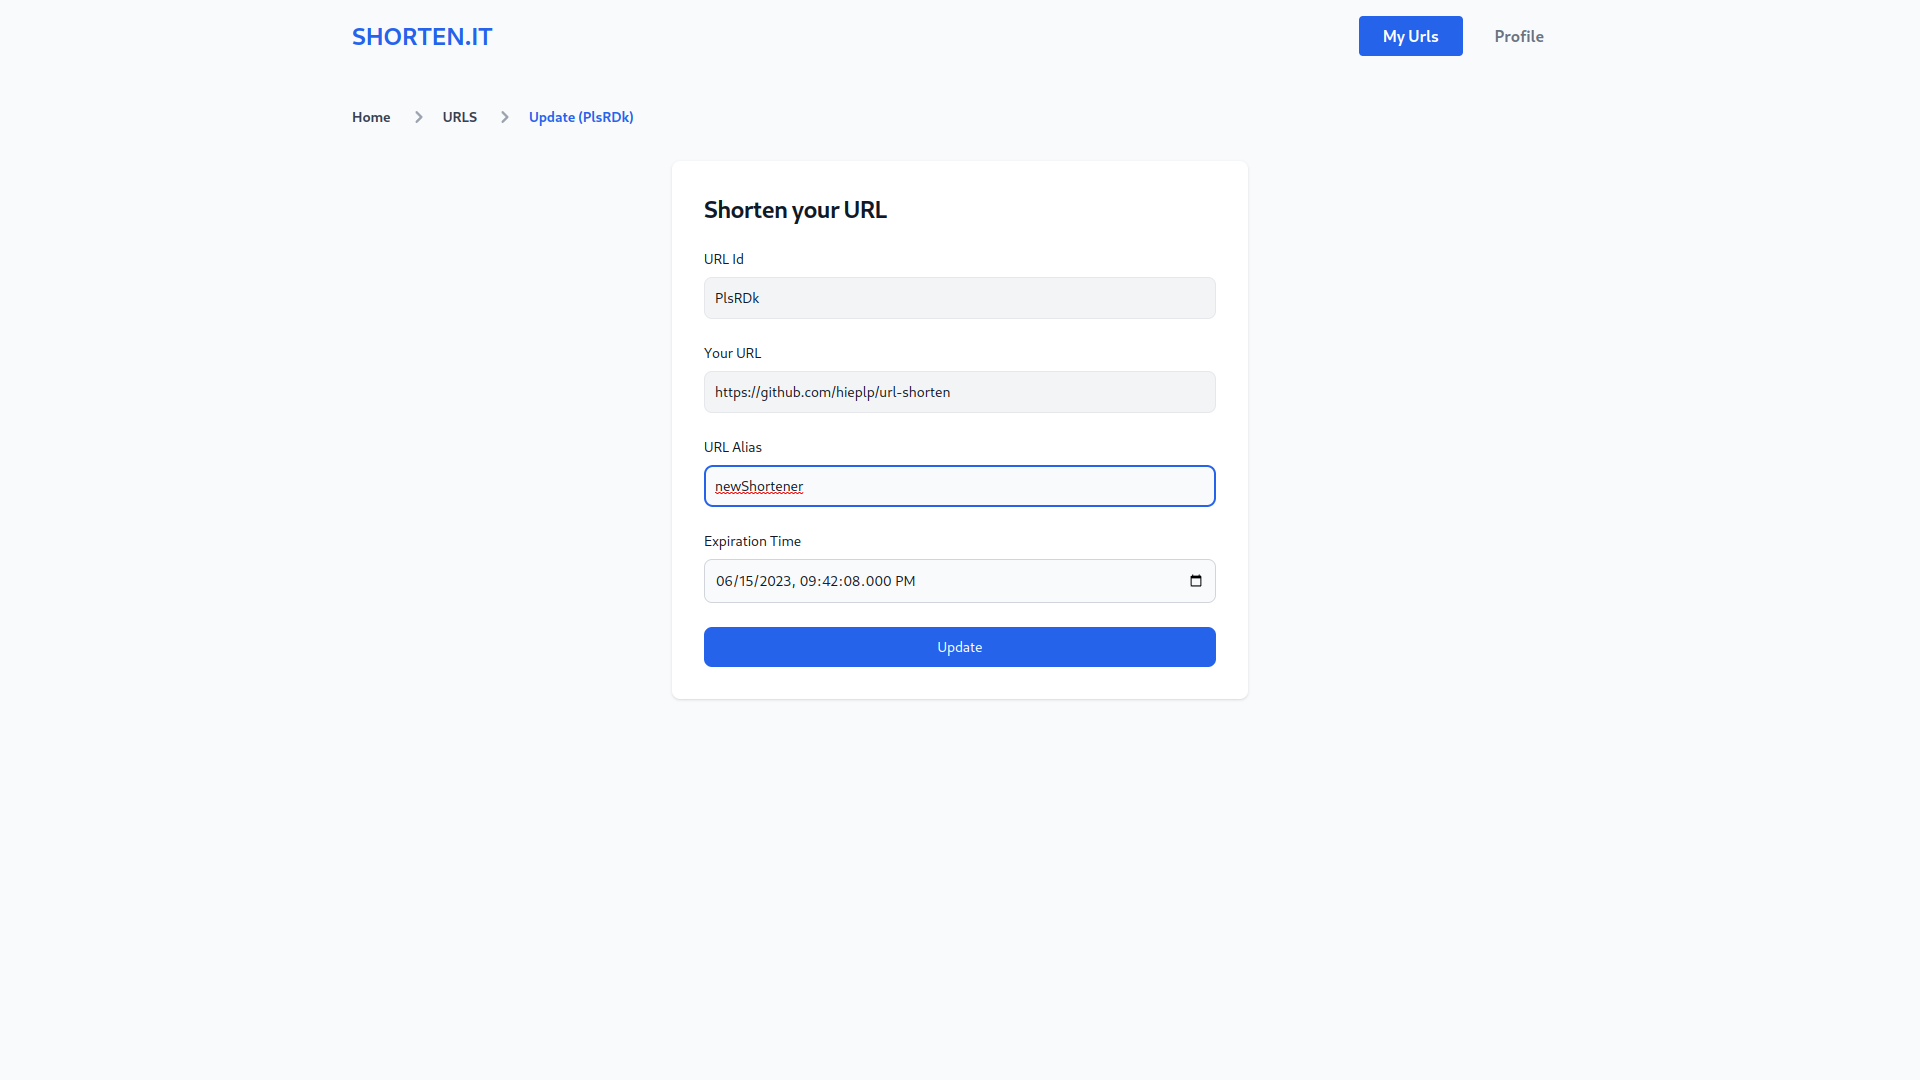 SHORTEN.IT
My Urls
Profile
Home
URLS
Update (PlsRDk)
Shorten your URL
URL Id
PlsRDk
Your URL
https://github.com/hieplp/url-shorten
URL Alias
newShortener
Expiration Time
06/15/2023, 09:42:08.000 PM
Update